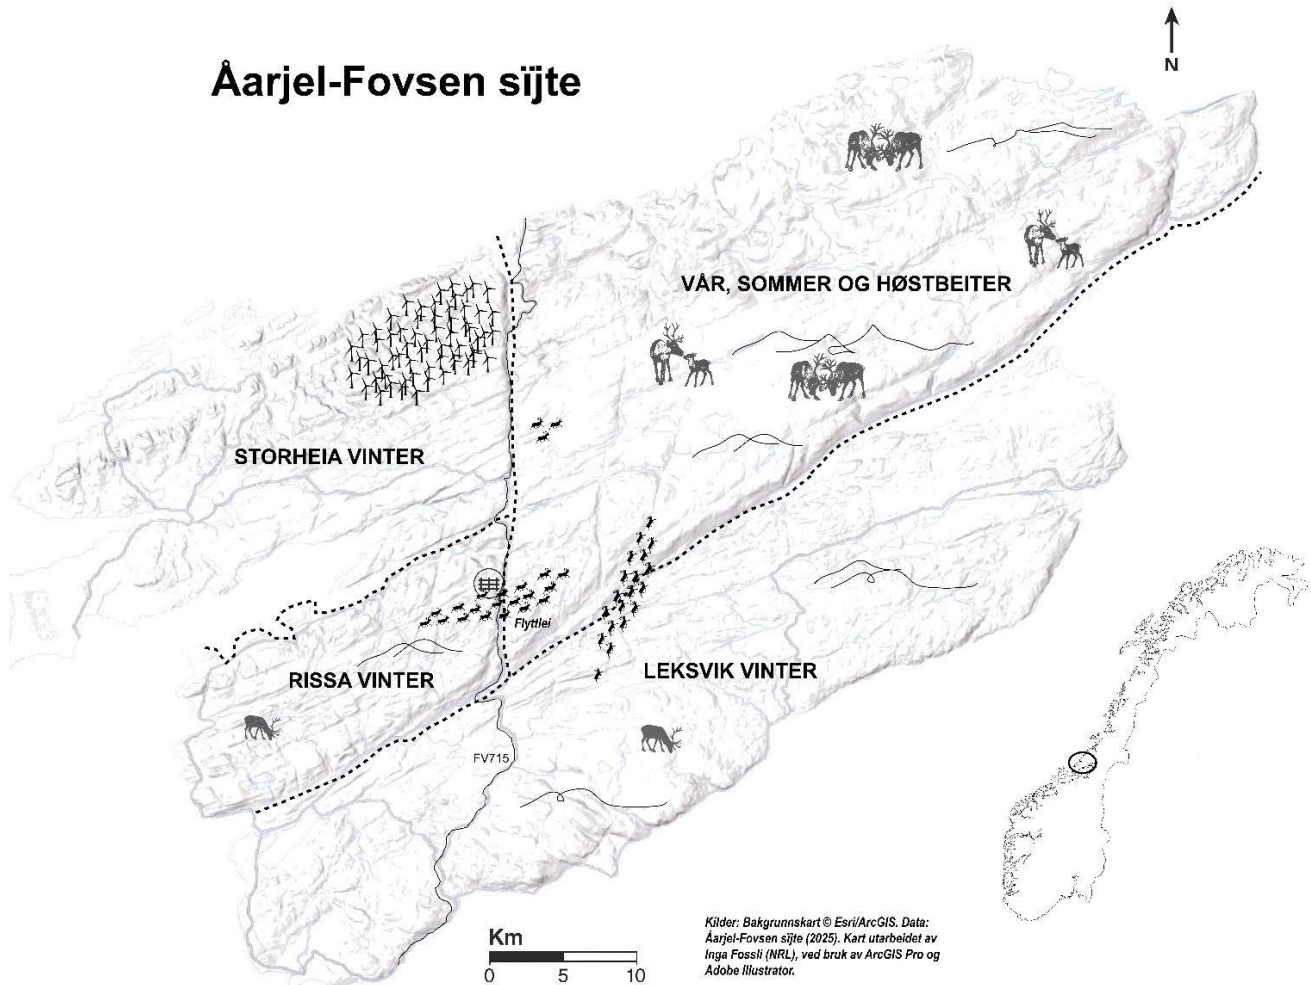 Åarjel-Fovsen sïjte
N
VÅR, SOMMER OG HØSTBEITER
STORHEIA VINTER
Flyttlei
RISSA VINTER
LEKSVIK VINTER
FV715
Km
0 5 10
Kilder: Bakgrunnskart © Esri/ArcGIS. Data:
Åarjel-Fovsen sïjte (2025). Kart utarbeidet av
Inga Fossli (NRL), ved bruk av ArcGIS Pro og
Adobe Illustrator.